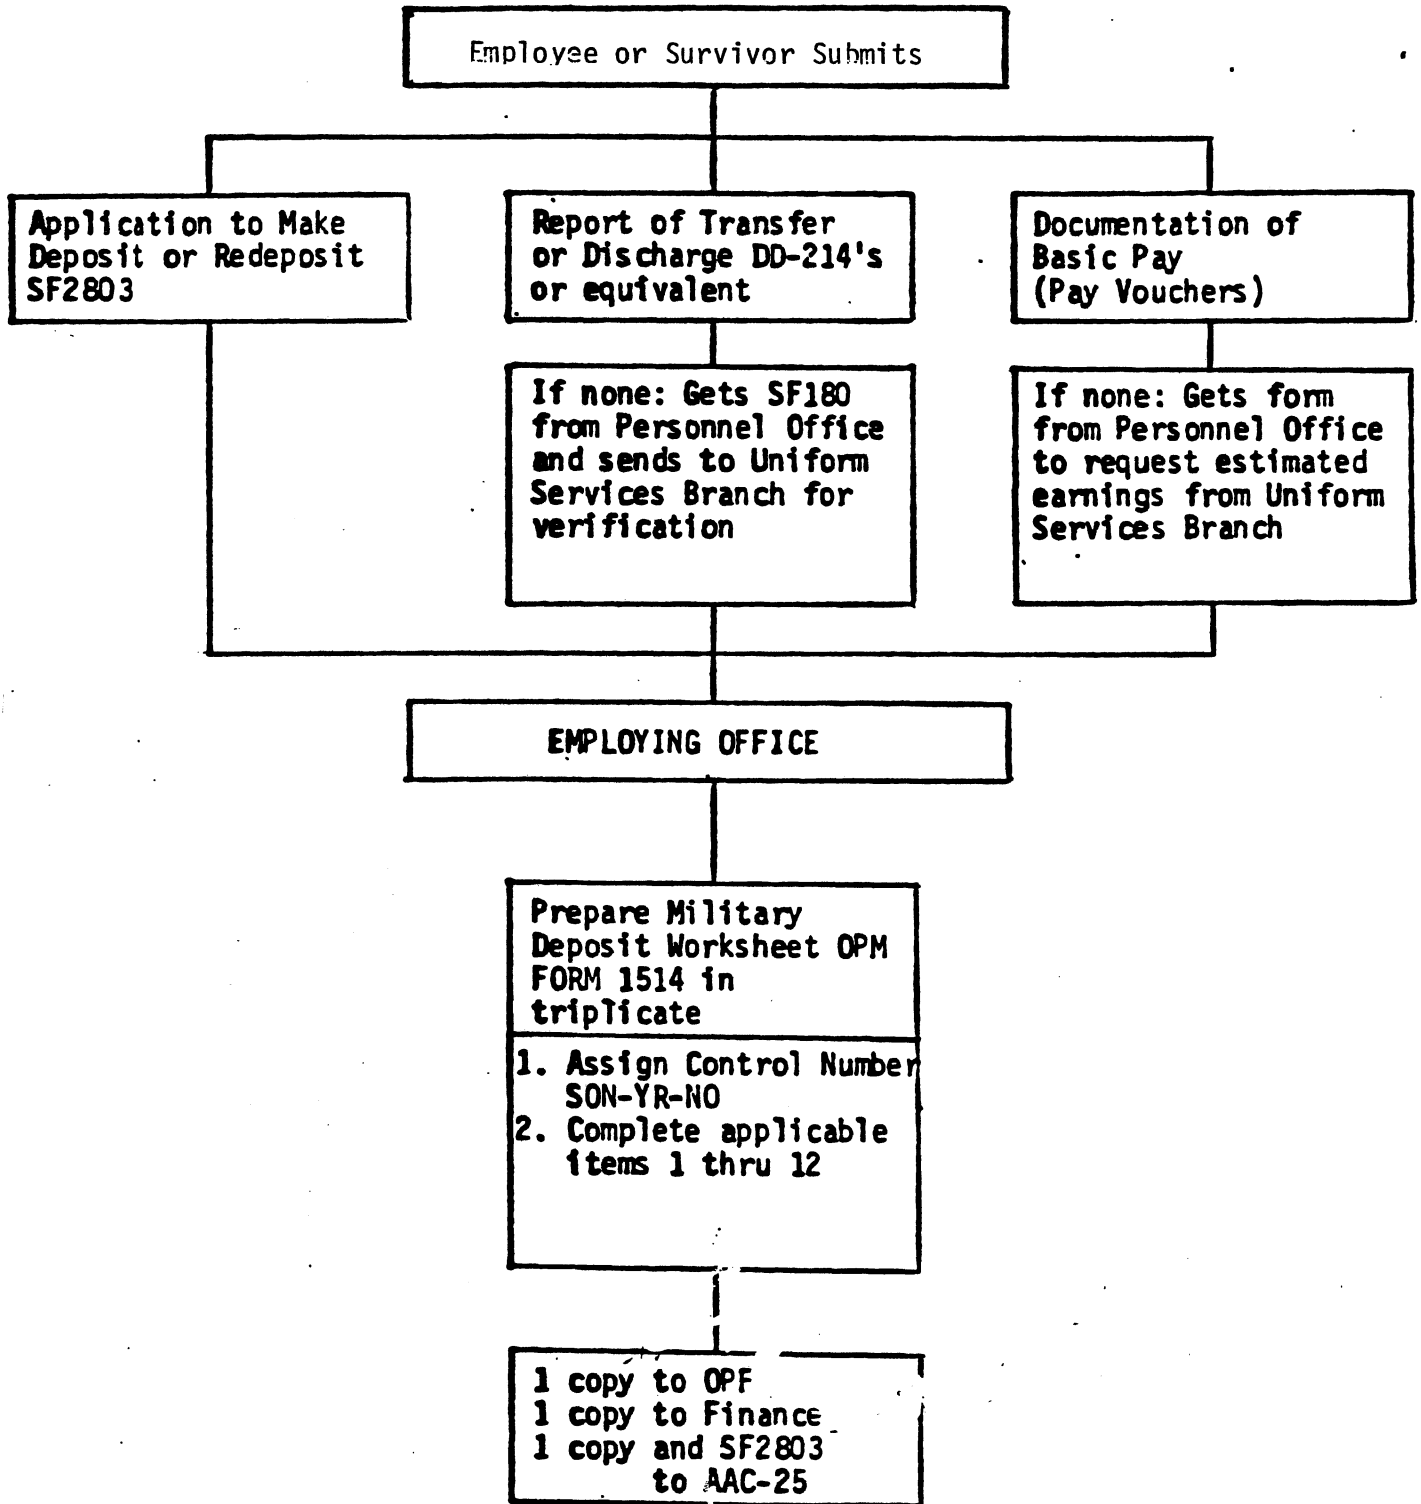 Employee or Survivor Submits
Application to Make
Deposit or Redeposit
SF2803
Report of Transfer
or Discharge DD-214's
or equivalent
Documentation of
Basic Pay
(Pay Vouchers)
If none: Gets SF180
from Personnel Office
and sends to Uniform
Services Branch for
verification
If none: Gets form
from Personnel Office
to request estimated
earnings from Uniform
Services Branch
EMPLOYING OFFICE
Prepare Military
Deposit Worksheet OPM
FORM 1514 in
triplicate
1. Assign Control Number
SON-YR-NO
2. Complete applicable
items 1 thru 12
1 copy to OPF
1 copy to Finance
1 copy and SF2803
to AAC-25